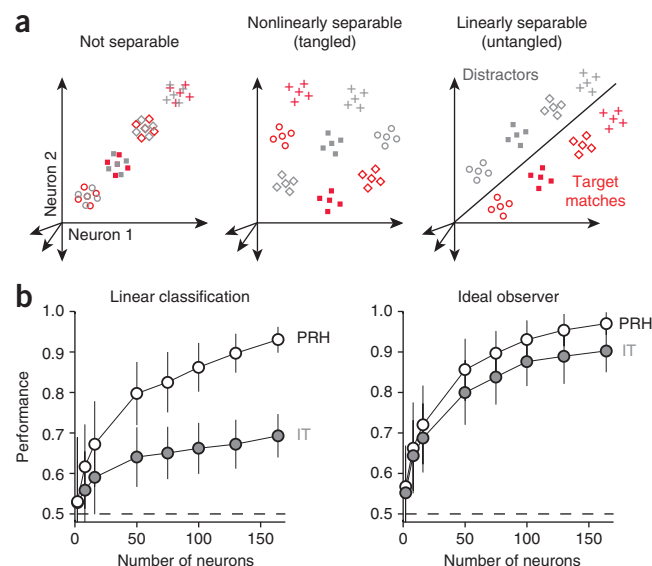 a
Not separable
Nonlinearly separable
(tangled)
Linearly separable
(untangled)
Neuron 2
Neuron 1
Distractors
Target
matches
b
Linear classification
Ideal observer
Performance
1.0
0.9
0.8
0.7
0.6
0.5
PRH
IT
0 50 100 150
Number of neurons
1.0
0.9
0.8
0.7
0.6
0.5
PRH
IT
0 50 100 150
Number of neurons